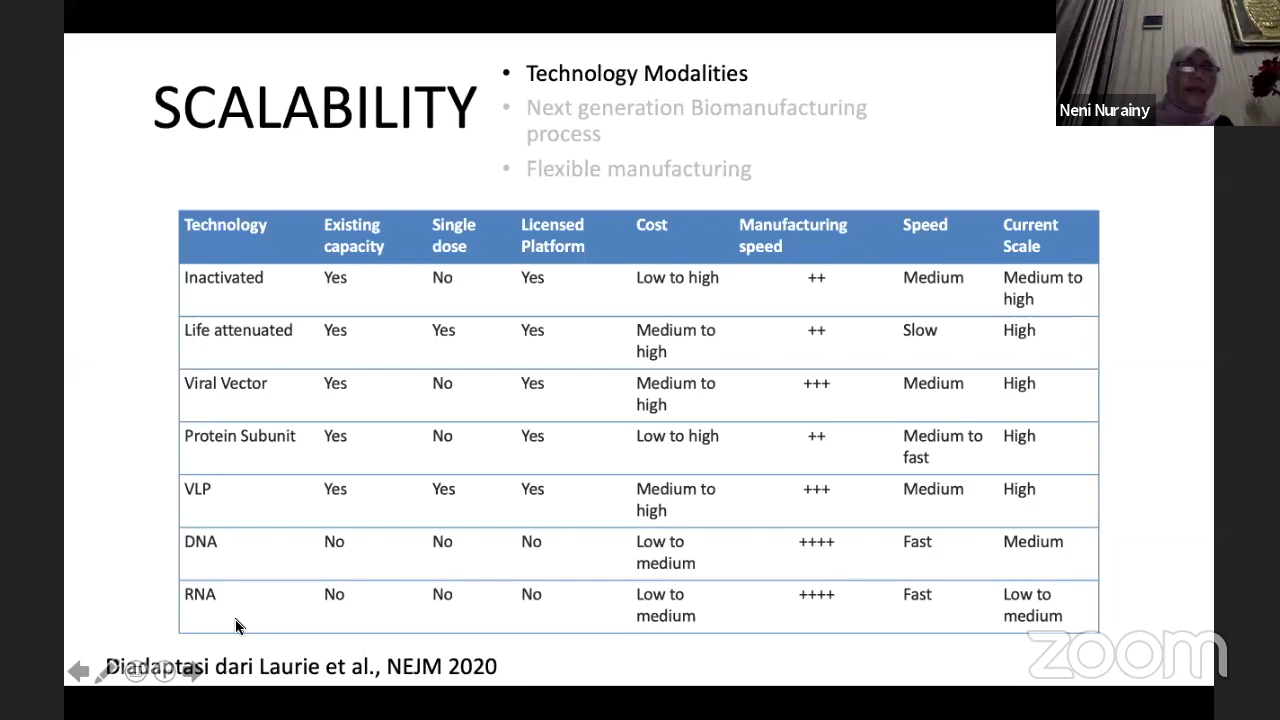 SCALABILITY
• Technology Modalities
• Next generation Biomanufacturing
process
• Flexible manufacturing
Neni Nurainy
Technology Existing capacity Single dose Licensed Platform Cost Manufacturing speed Speed Current Scale
Inactivated Yes No Yes Low to high ++ Medium Medium to high
Life attenuated Yes Yes Yes Medium to high ++ Slow High
Viral Vector Yes No Yes Medium to high +++ Medium High
Protein Subunit Yes No Yes Low to high ++ Medium to fast High
VLP Yes Yes Yes Medium to high +++ Medium High
DNA No No No Low to medium ++++ Fast Medium
RNA No No No Low to medium ++++ Fast Low to medium
Diadaptasi dari Laurie et al., NEJM 2020
zoom